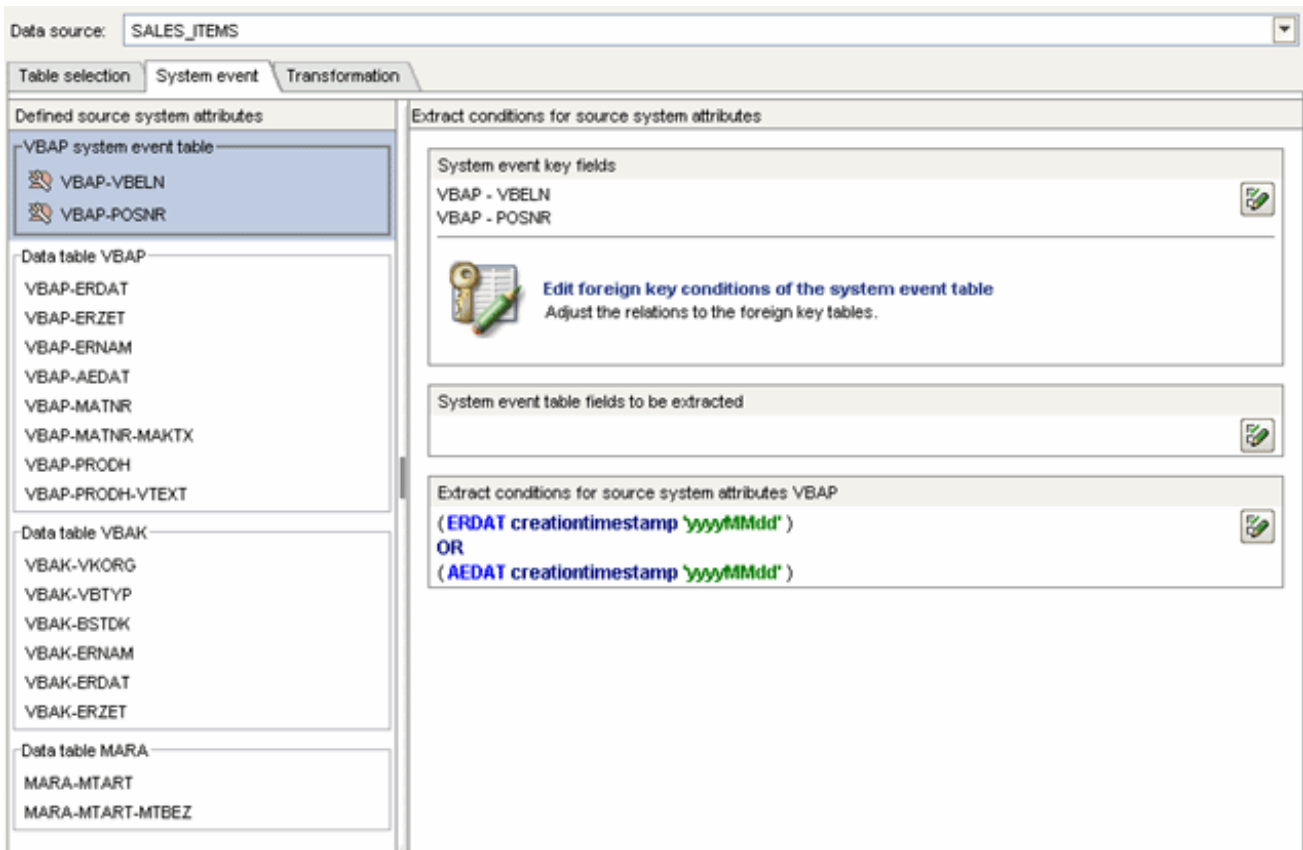 Data source: SALES_ITEMS
Table selection System event Transformation
Defined source system attributes
VBAP system event table
VBAP-VBELN
VBAP-POSNR
Data table VBAP
VBAP-ERDAT
VBAP-ERZET
VBAP-ERNAM
VBAP-AEDAT
VBAP-MATNR
VBAP-MATNR-MAKTX
VBAP-PRODH
VBAP-PRODH-VTEXT
Data table VBAK
VBAK-VKORG
VBAK-VBTYP
VBAK-BSTDK
VBAK-ERNAM
VBAK-ERDAT
VBAK-ERZET
Data table MARA
MARA-MTART
MARA-MTART-MTBEZ
Extract conditions for source system attributes
System event key fields
VBAP - VBELN
VBAP - POSNR
Edit foreign key conditions of the system event table
Adjust the relations to the foreign key tables.
System event table fields to be extracted
Extract conditions for source system attributes VBAP
( ERDAT creationtimestamp 'yyyyMMdd' )
OR
( AEDAT creationtimestamp 'yyyyMMdd' )